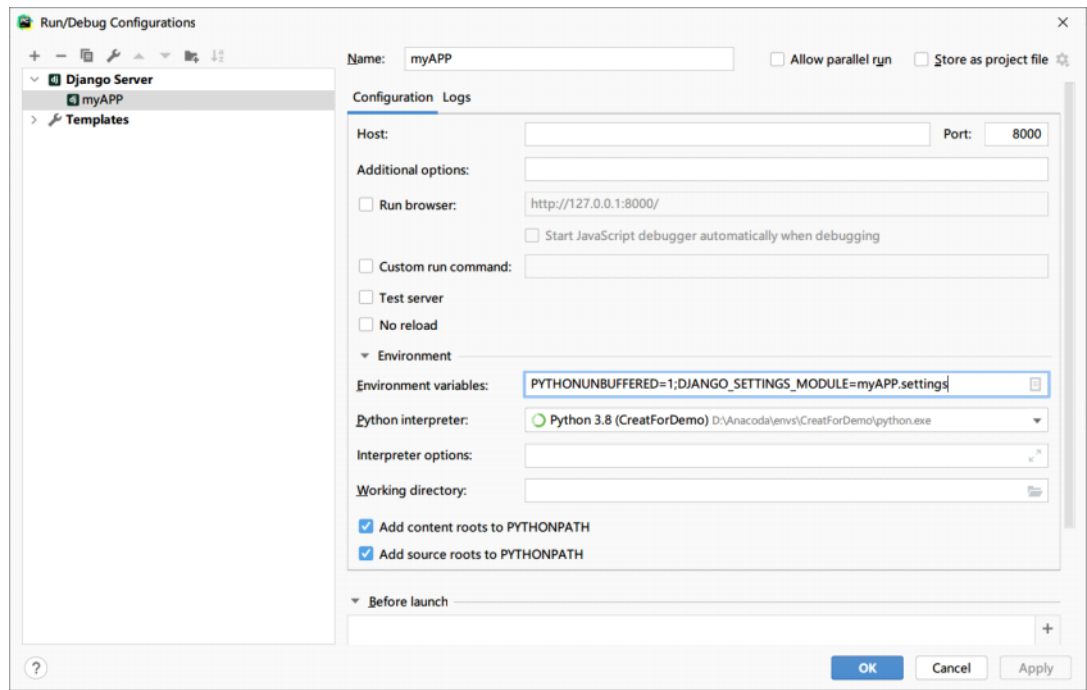 Run/Debug Configurations
Name: myAPP Allow parallel run Store as project file
Django Server
myAPP
Templates
Configuration Logs
Host: Port: 8000
Additional options:
Run browser: http://127.0.0.1:8000/
Start JavaScript debugger automatically when debugging
Custom run command:
Test server
No reload
Environment
Environment variables: PYTHONUNBUFFERED=1;DJANGO_SETTINGS_MODULE=myAPP.settings
Python interpreter: Python 3.8 (CreatForDemo) D:\Anacoda\envs\CreatForDemo\python.exe
Interpreter options:
Working directory:
Add content roots to PYTHONPATH
Add source roots to PYTHONPATH
Before launch
? OK Cancel Apply